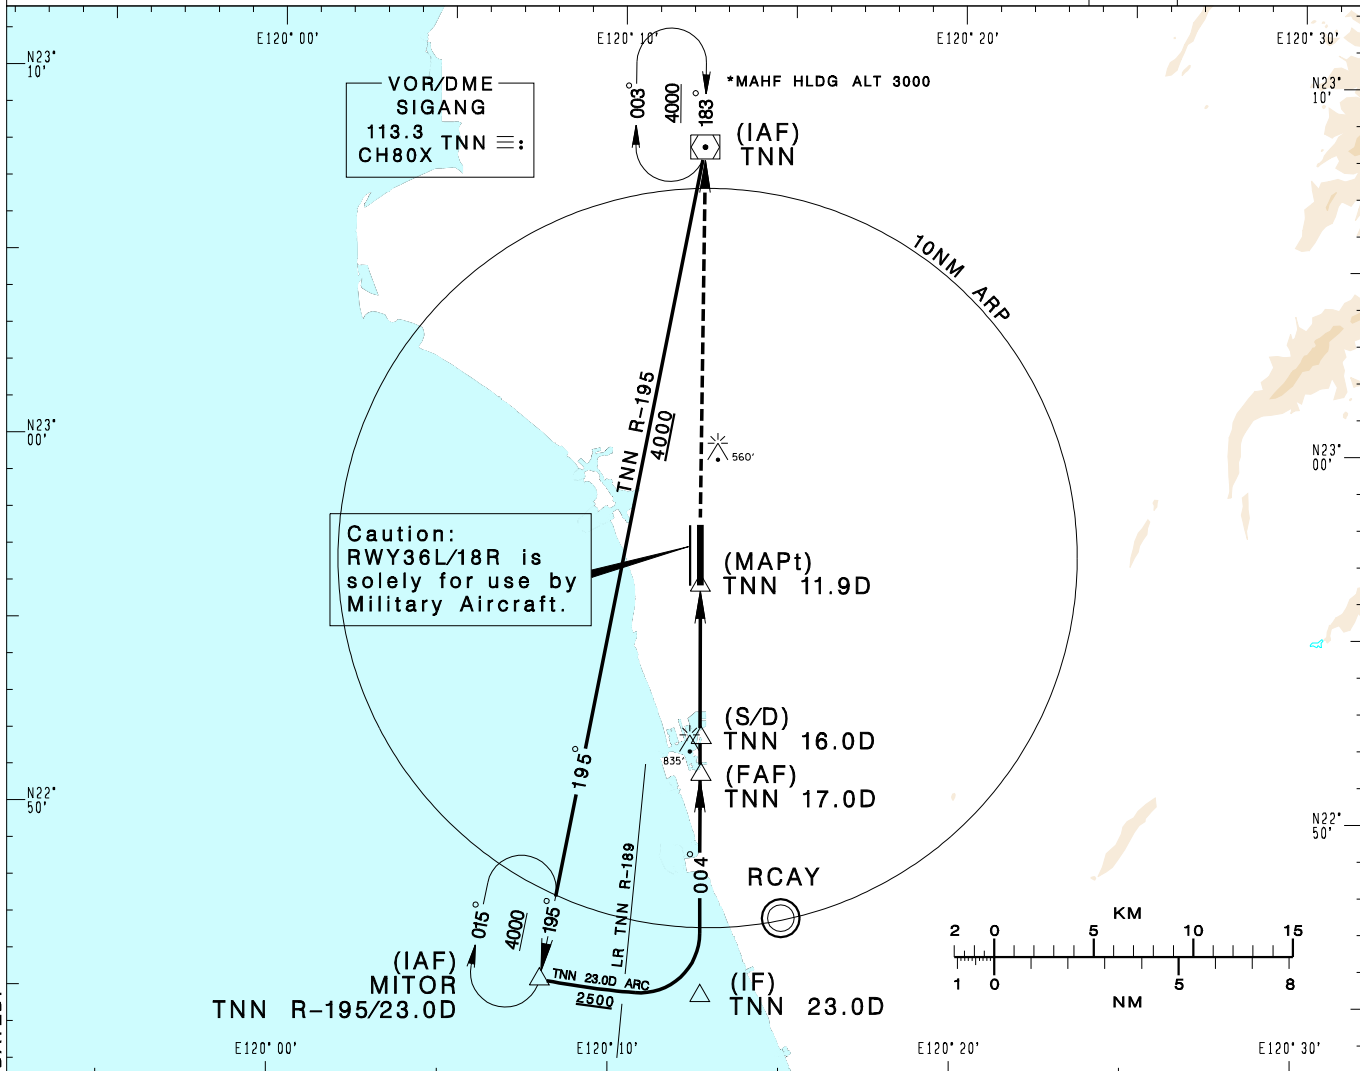 E120° 00'
E120° 10'
E120° 20'
E120° 30'
N23°
10'
N23°
10'
VOR/DME
SIGANG
113.3
CH80X
TNN
003°
4000
183°
*MAHF HLDG ALT 3000
(IAF)
TNN
10NM ARP
TNN R-195
4000
N23°
00'
N23°
00'
560'
Caution:
RWY36L/18R is
solely for use by
Military Aircraft.
(MAPt)
TNN 11.9D
(S/D)
TNN 16.0D
835'
(FAF)
TNN 17.0D
195°
N22°
50'
N22°
50'
LR TNN R-189
004°
RCAY
015°
4000
195°
(IAF)
MITOR
TNN R-195/23.0D
TNN 23.0D ARC
2500
(IF)
TNN 23.0D
KM
2 0 5 10 15
1 0 5 8
NM
E120° 00'
E120° 10'
E120° 20'
E120° 30'